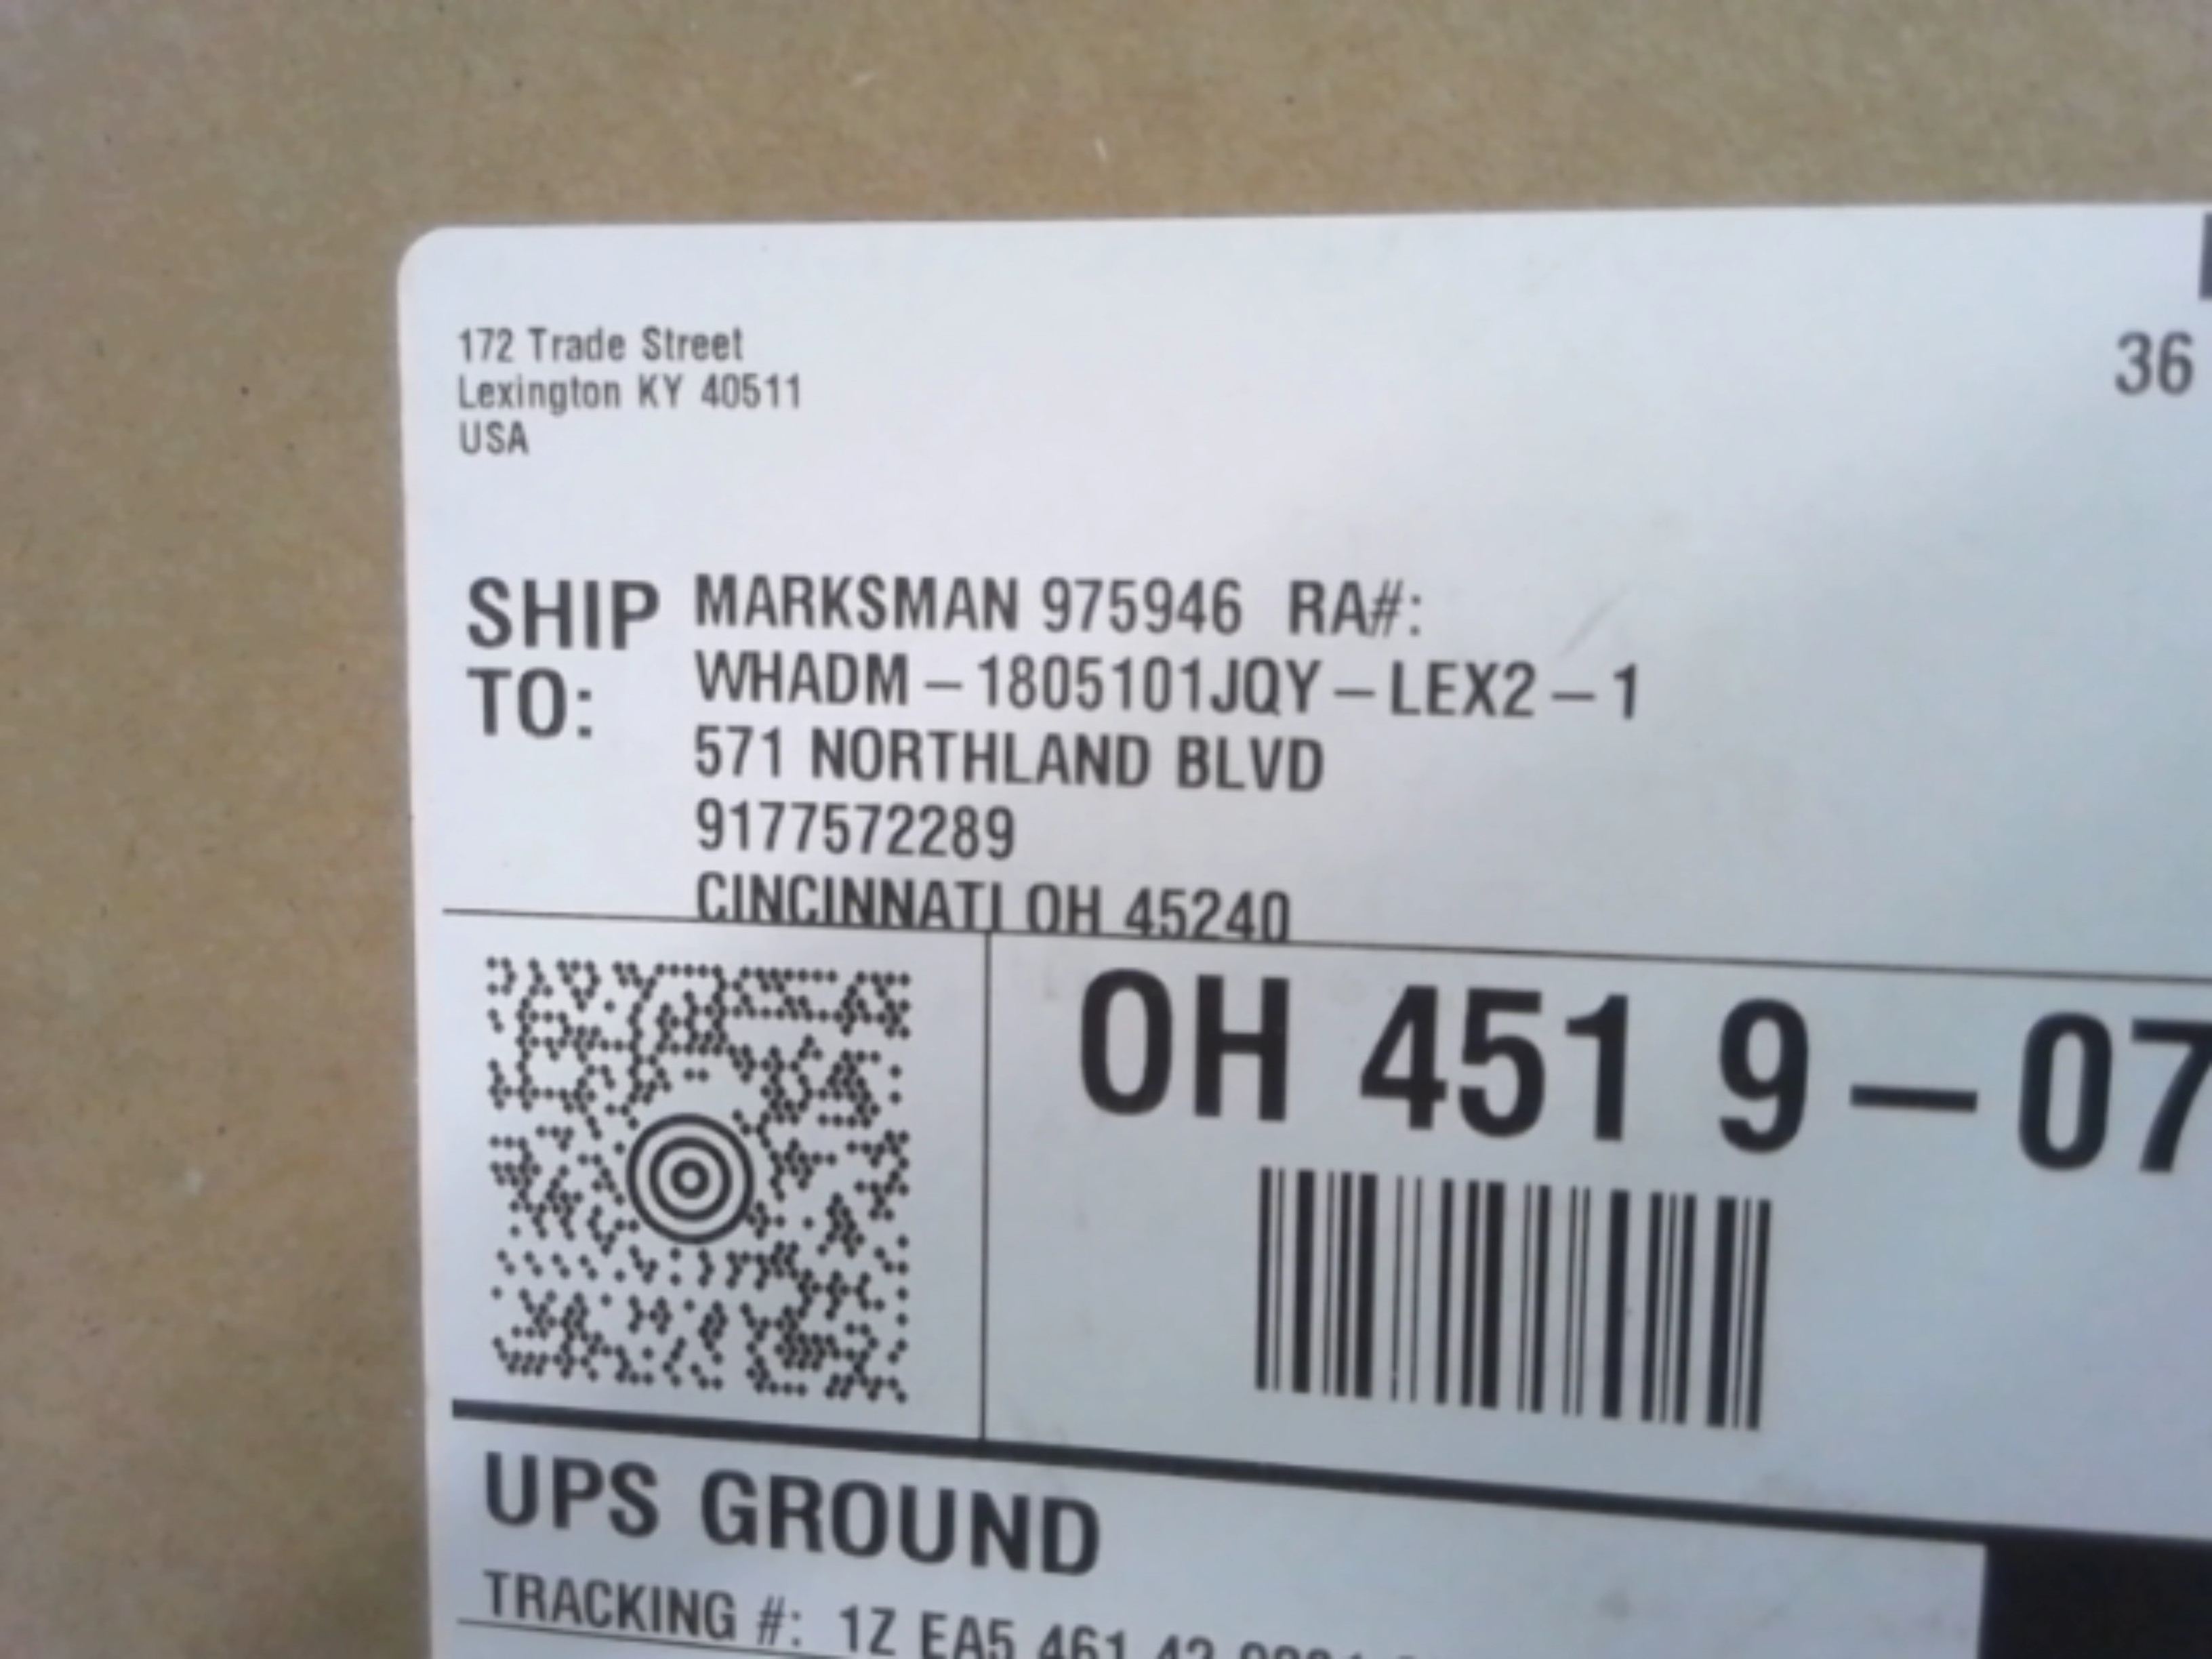 172 Trade Street
Lexington KY 40511
USA
36
SHIP TO:
MARKSMAN 975946 RA#:
WHADM-1805101JQY-LEX2-1
571 NORTHLAND BLVD
9177572289
CINCINNATI OH 45240
OH 451 9-07
UPS GROUND
TRACKING #: 1Z EA5 461 42